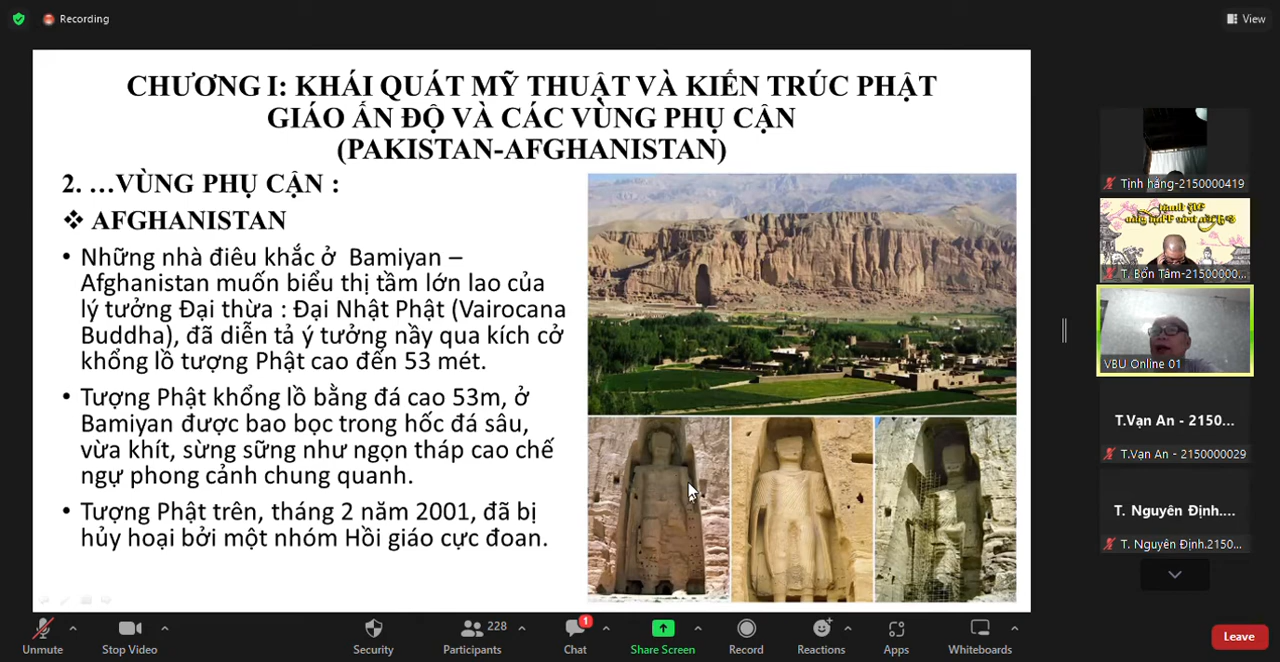 Recording
View
CHƯƠNG I: KHÁI QUÁT MỸ THUẬT VÀ KIẾN TRÚC PHẬT
GIÁO ẤN ĐỘ VÀ CÁC VÙNG PHỤ CẬN
(PAKISTAN-AFGHANISTAN)
2. …VÙNG PHỤ CẬN :
❖ AFGHANISTAN
• Những nhà điêu khắc ở Bamiyan –
Afghanistan muốn biểu thị tầm lớn lao của
lý tưởng Đại thừa : Đại Nhật Phật (Vairocana
Buddha), đã diễn tả ý tưởng nầy qua kích cở
khổng lồ tượng Phật cao đến 53 mét.
• Tượng Phật khổng lồ bằng đá cao 53m, ở
Bamiyan được bao bọc trong hốc đá sâu,
vừa khít, sừng sững như ngọn tháp cao chế
ngự phong cảnh chung quanh.
• Tượng Phật trên, tháng 2 năm 2001, đã bị
hủy hoại bởi một nhóm Hồi giáo cực đoan.
Tịnh hằng-2150000419
T. Bổn Tâm-21500000...
VBU Online 01
T.Vạn An - 2150...
T.Vạn An - 2150000029
T. Nguyên Định....
T. Nguyên Định.2150...
Unmute
Stop Video
Security
228
Participants
1
Chat
Share Screen
Record
Reactions
Apps
Whiteboards
Leave